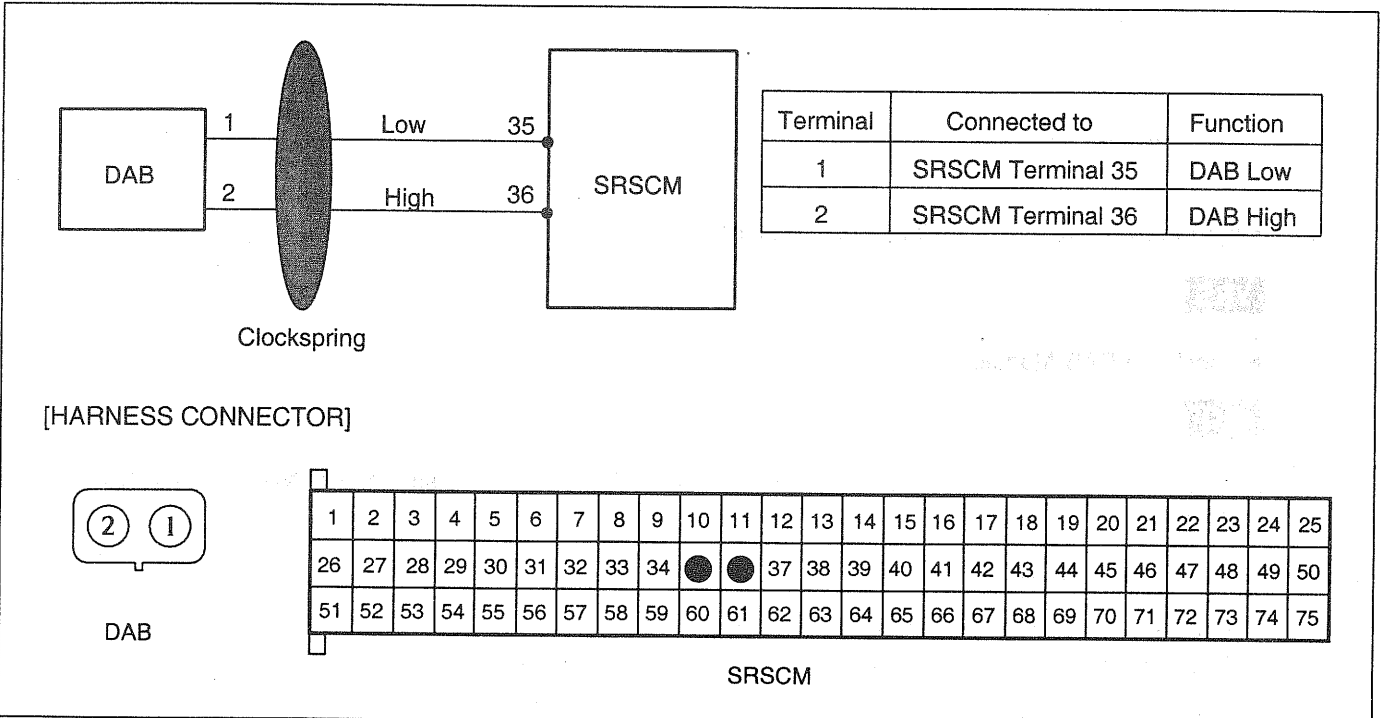 1 Low 35
2 High 36
DAB
SRSCM
Clockspring
Terminal Connected to Function
1 SRSCM Terminal 35 DAB Low
2 SRSCM Terminal 36 DAB High
[HARNESS CONNECTOR]
2 1
DAB
1 2 3 4 5 6 7 8 9 10 11 12 13 14 15 16 17 18 19 20 21 22 23 24 25
26 27 28 29 30 31 32 33 34 37 38 39 40 41 42 43 44 45 46 47 48 49 50
51 52 53 54 55 56 57 58 59 60 61 62 63 64 65 66 67 68 69 70 71 72 73 74 75
SRSCM